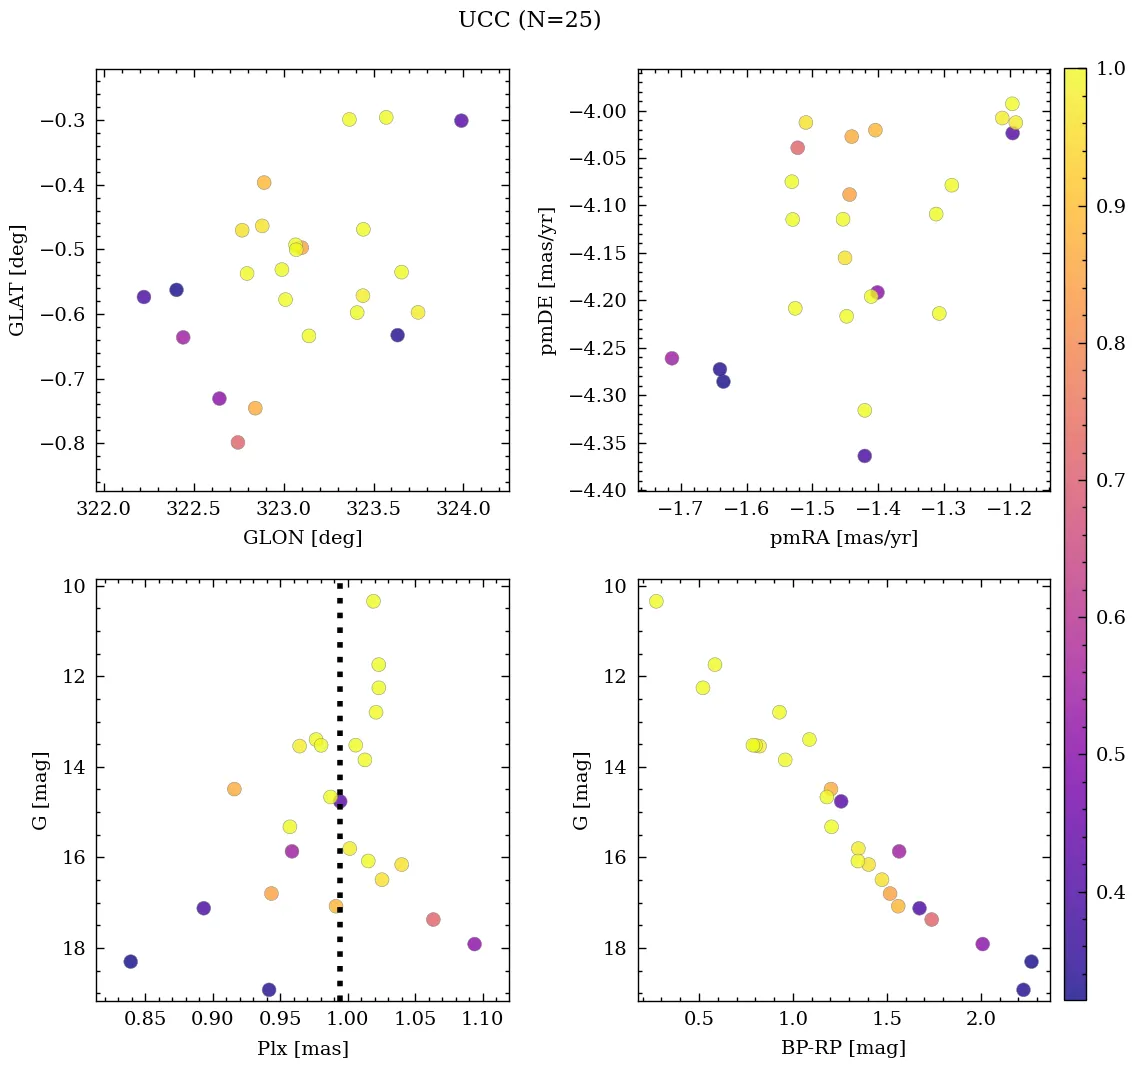 UCC (N=25)
−0.3
−0.4
−0.5
−0.6
−0.7
−0.8
GLAT [deg]
322.0 322.5 323.0 323.5 324.0
GLON [deg]
−4.00
−4.05
−4.10
−4.15
−4.20
−4.25
−4.30
−4.35
−4.40
pmDE [mas/yr]
−1.7 −1.6 −1.5 −1.4 −1.3 −1.2
pmRA [mas/yr]
10
12
14
16
18
G [mag]
0.85 0.90 0.95 1.00 1.05 1.10
Plx [mas]
10
12
14
16
18
G [mag]
0.5 1.0 1.5 2.0
BP-RP [mag]
1.0
0.9
0.8
0.7
0.6
0.5
0.4